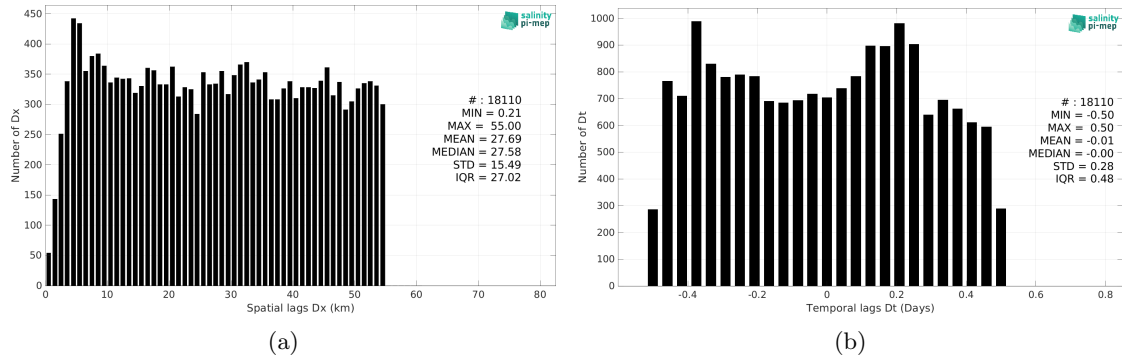 salinity
pi-mep
450
400
350
300
250
200
150
100
50
0
Number of Dx
# : 18110
MIN = 0.21
MAX = 55.00
MEAN = 27.69
MEDIAN = 27.58
STD = 15.49
IQR = 27.02
0 10 20 30 40 50 60 70 80
Spatial lags Dx (km)
(a)
salinity
pi-mep
1000
900
800
700
600
500
400
300
200
100
0
Number of Dt
# : 18110
MIN = -0.50
MAX = 0.50
MEAN = -0.01
MEDIAN = -0.00
STD = 0.28
IQR = 0.48
-0.4 -0.2 0 0.2 0.4 0.6 0.8
Temporal lags Dt (Days)
(b)